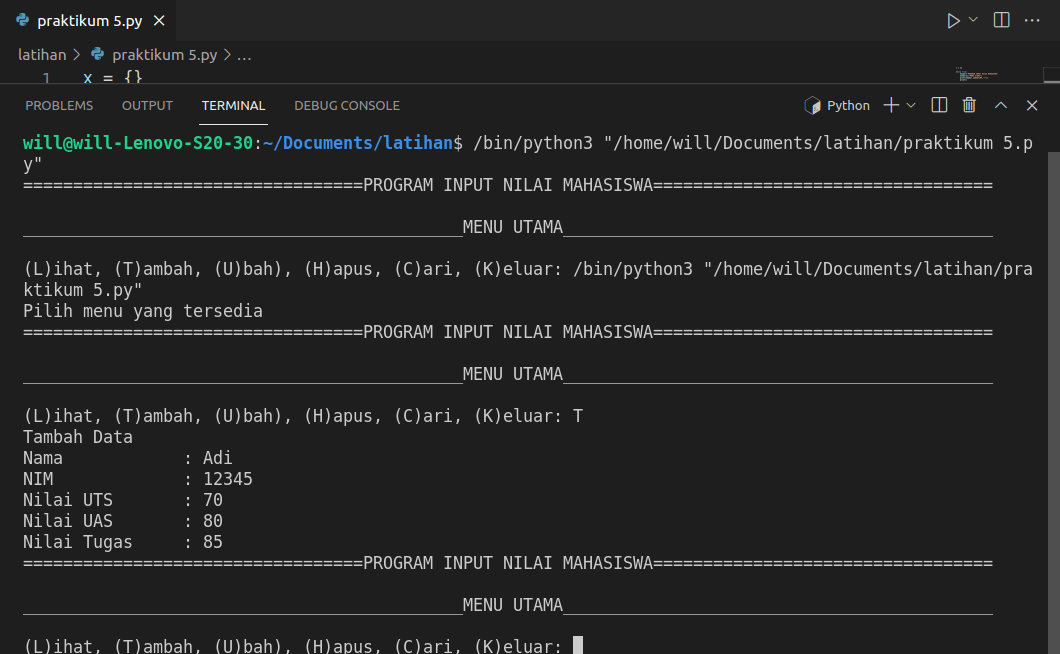 praktikum 5.py
latihan > praktikum 5.py > ...
1 x = {}
PROBLEMS OUTPUT TERMINAL DEBUG CONSOLE Python
will@will-Lenovo-S20-30:~/Documents/latihan$ /bin/python3 "/home/will/Documents/latihan/praktikum 5.p
y"
==================================PROGRAM INPUT NILAI MAHASISWA==================================
____________________________________________MENU UTAMA___________________________________________
(L)ihat, (T)ambah, (U)bah), (H)apus, (C)ari, (K)eluar: /bin/python3 "/home/will/Documents/latihan/pra
ktikum 5.py"
Pilih menu yang tersedia
==================================PROGRAM INPUT NILAI MAHASISWA==================================
____________________________________________MENU UTAMA___________________________________________
(L)ihat, (T)ambah, (U)bah), (H)apus, (C)ari, (K)eluar: T
Tambah Data
Nama            : Adi
NIM             : 12345
Nilai UTS       : 70
Nilai UAS       : 80
Nilai Tugas     : 85
==================================PROGRAM INPUT NILAI MAHASISWA==================================
____________________________________________MENU UTAMA___________________________________________
(L)ihat, (T)ambah, (U)bah), (H)apus, (C)ari, (K)eluar: